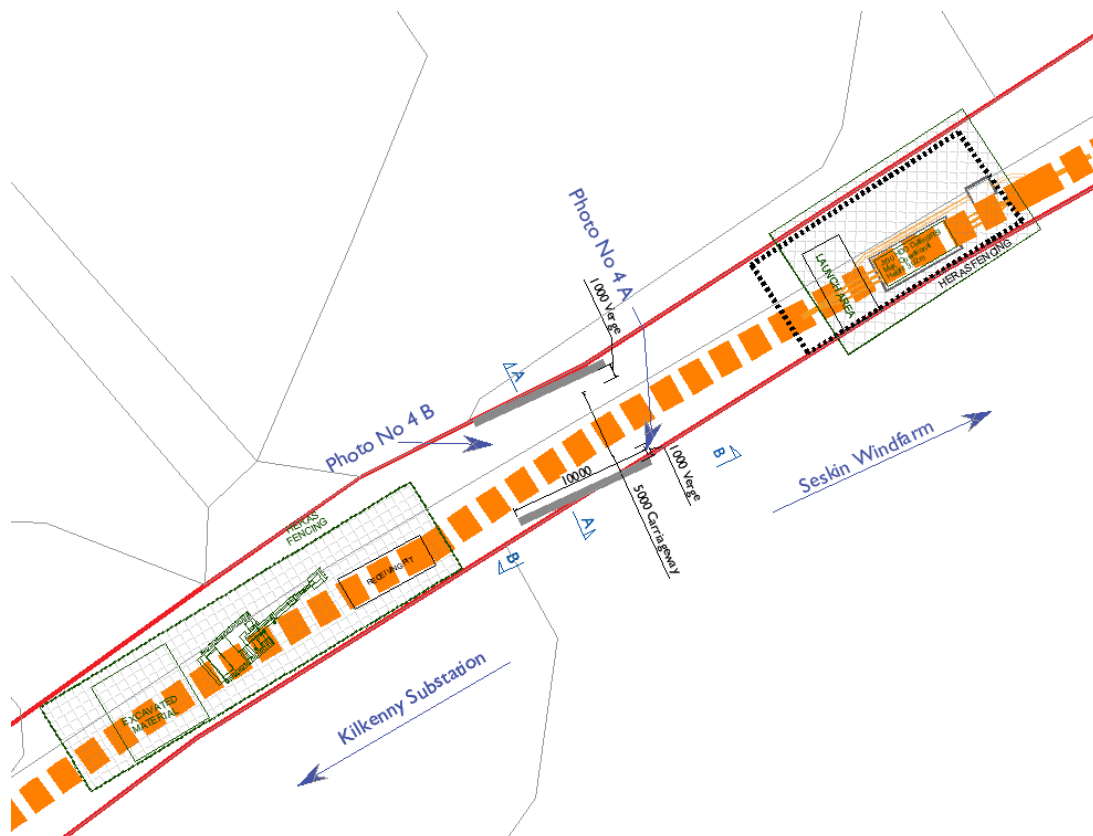 Photo No 4 A
1000 Verge
LAUNCH AREA
HERAS FENCING
A
Photo No 4 B
10000
1000 Verge
B
Seskin Windfarm
5000 Carriageway
HERAS
FENCING
A
B
RECEIVING PIT
Kilkenny Substation
EXCAVATED
MATERIAL